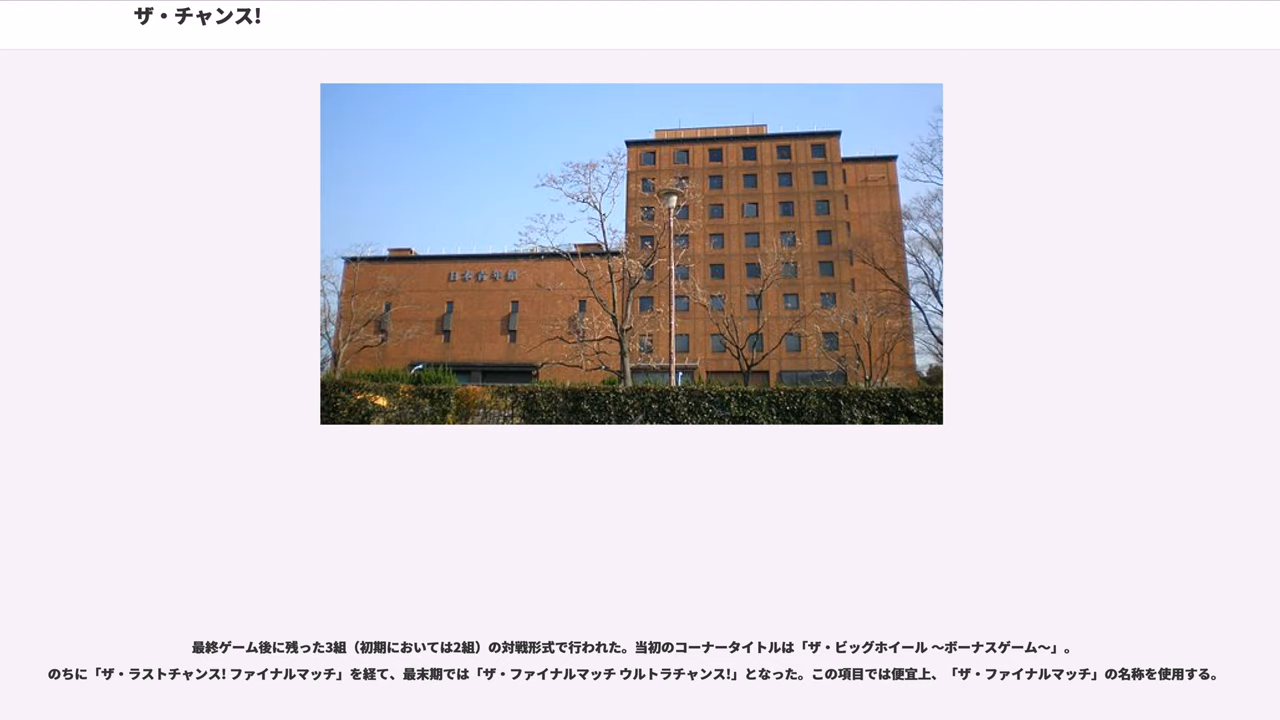 ザ・チャンス!
日本青年館
最終ゲーム後に残った3組（初期においては2組）の対戦形式で行われた。当初のコーナータイトルは「ザ・ビッグホイール 〜ボーナスゲーム〜」。
のちに「ザ・ラストチャンス! ファイナルマッチ」を経て、最末期では「ザ・ファイナルマッチ ウルトラチャンス!」となった。この項目では便宜上、「ザ・ファイナルマッチ」の名称を使用する。